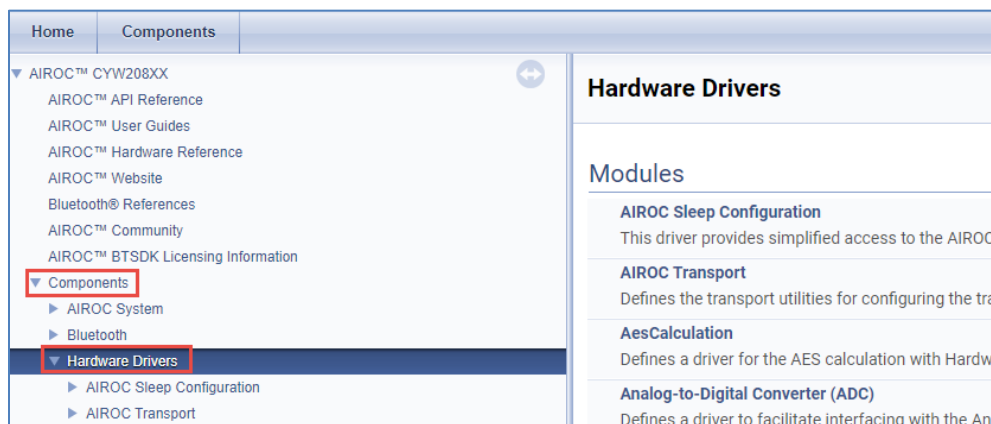 Home
Components
AIROC™ CYW208XX
AIROC™ API Reference
AIROC™ User Guides
AIROC™ Hardware Reference
AIROC™ Website
Bluetooth® References
AIROC™ Community
AIROC™ BTSDK Licensing Information
Components
AIROC System
Bluetooth
Hardware Drivers
AIROC Sleep Configuration
AIROC Transport
Hardware Drivers
Modules
AIROC Sleep Configuration
This driver provides simplified access to the AIROC
AIROC Transport
Defines the transport utilities for configuring the
AesCalculation
Defines a driver for the AES calculation with
Analog-to-Digital Converter (ADC)
Defines a driver to facilitate interfacing with the